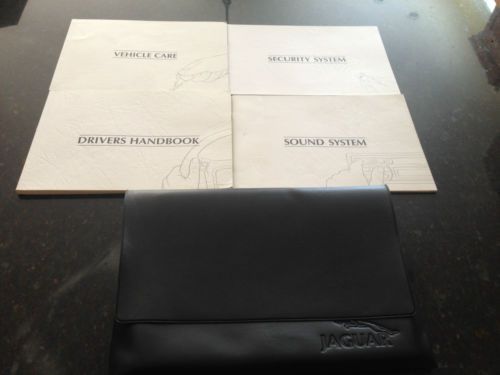 VEHICLE CARE
SECURITY SYSTEM
DRIVERS HANDBOOK
SOUND SYSTEM
JAGUAR